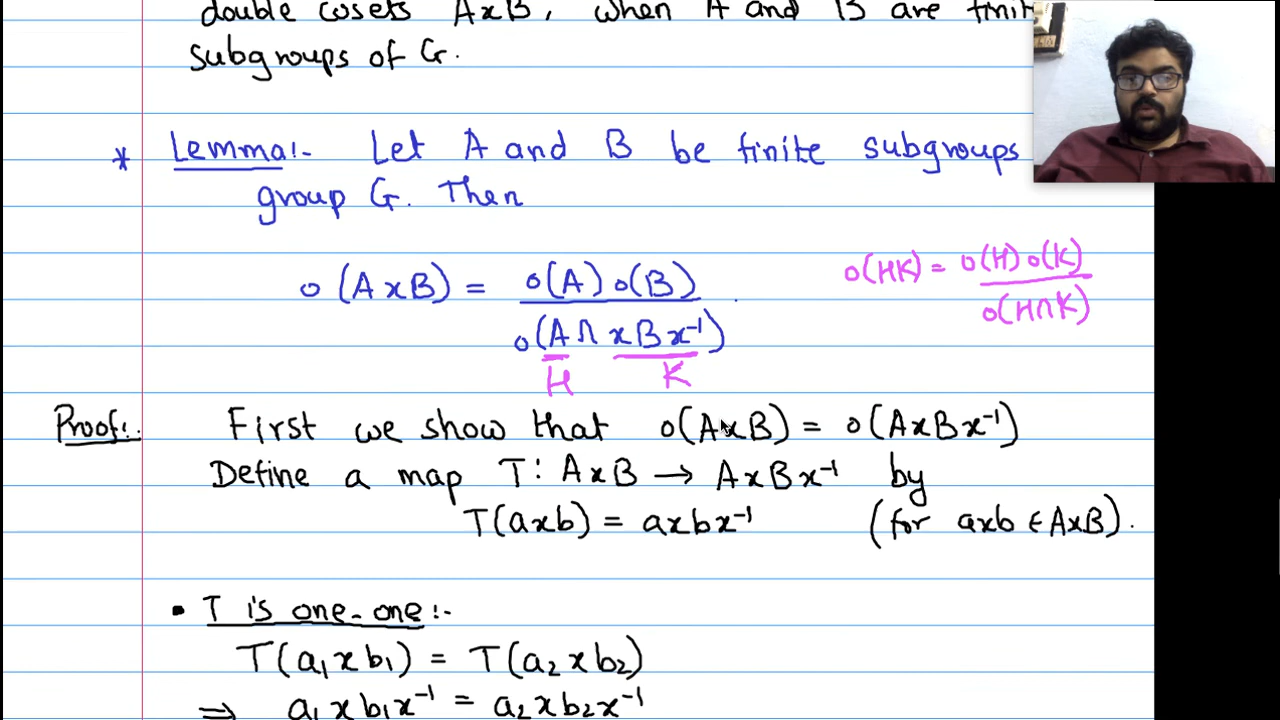 double cosets AxB, when A and B are finit
subgroups of G.
* Lemma:- Let A and B be finite subgroups
group G. Then
o(AxB) = o(A) o(B) / o(A ∩ xBx⁻¹)
o(HK) = o(H) o(K) / o(H∩K)
H K
Proof:. First we show that o(AxB) = o(AxBx⁻¹)
Define a map T: AxB → AxBx⁻¹ by
T(axb) = axbx⁻¹ (for axb ∈ AxB).
• T is one-one:-
T(a₁xb₁) = T(a₂xb₂)
⇒ a₁xb₁x⁻¹ = a₂xb₂x⁻¹